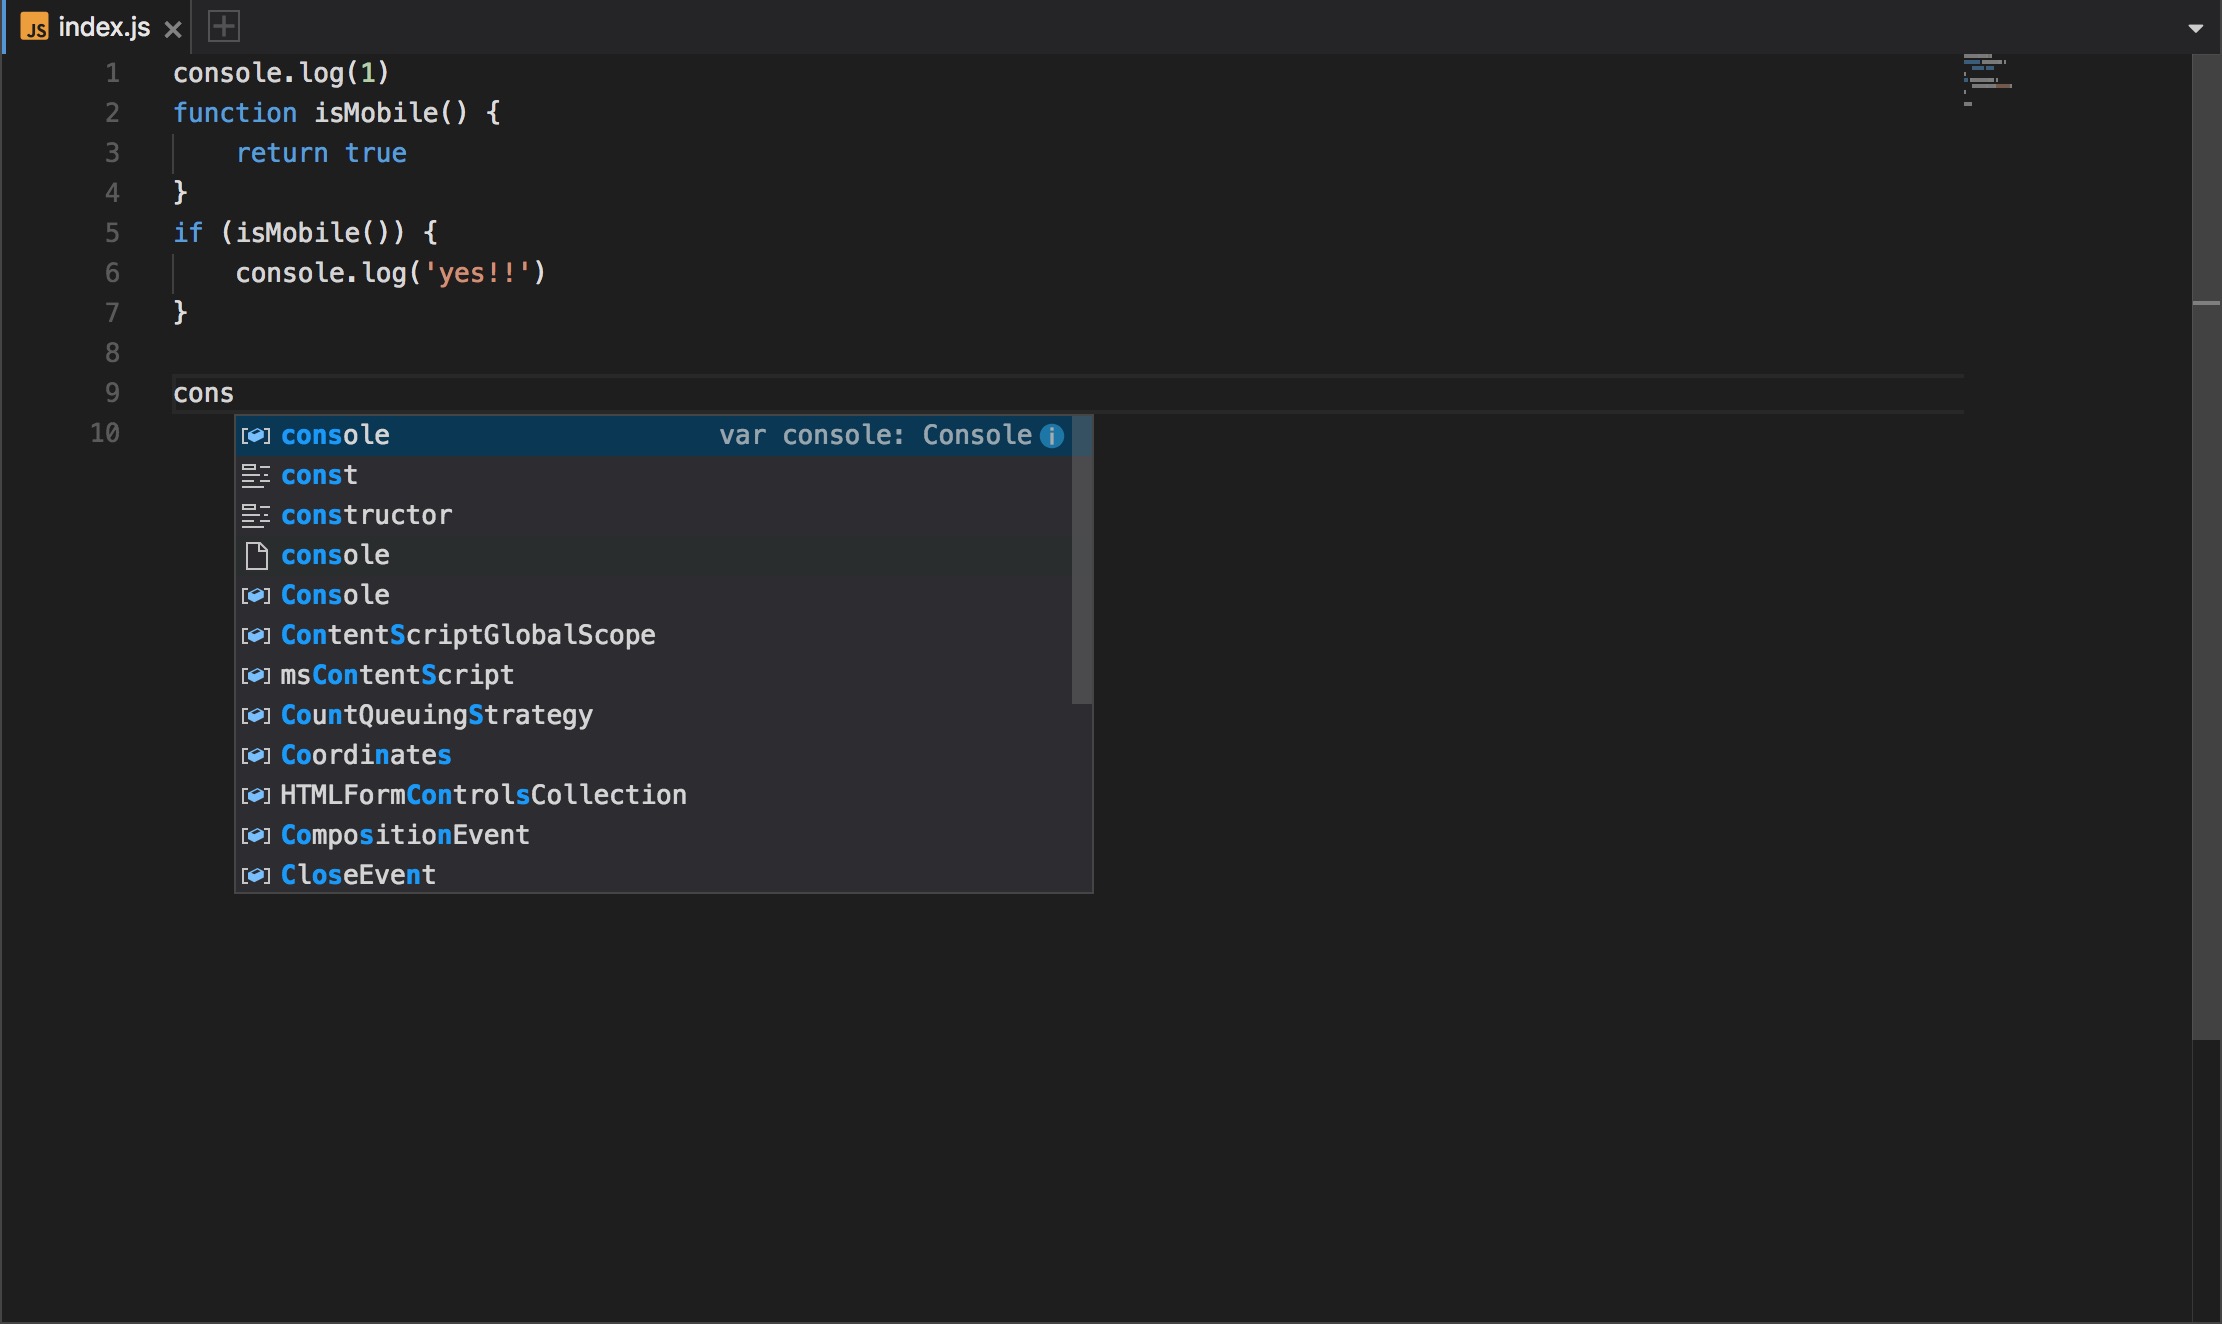 JS index.js
1 console.log(1)
2 function isMobile() {
3     return true
4 }
5 if (isMobile()) {
6     console.log('yes!!')
7 }
8
9 cons
10
console var console: Console i
const
constructor
console
Console
ContentScriptGlobalScope
msContentScript
CountQueuingStrategy
Coordinates
HTMLFormControlsCollection
CompositionEvent
CloseEvent